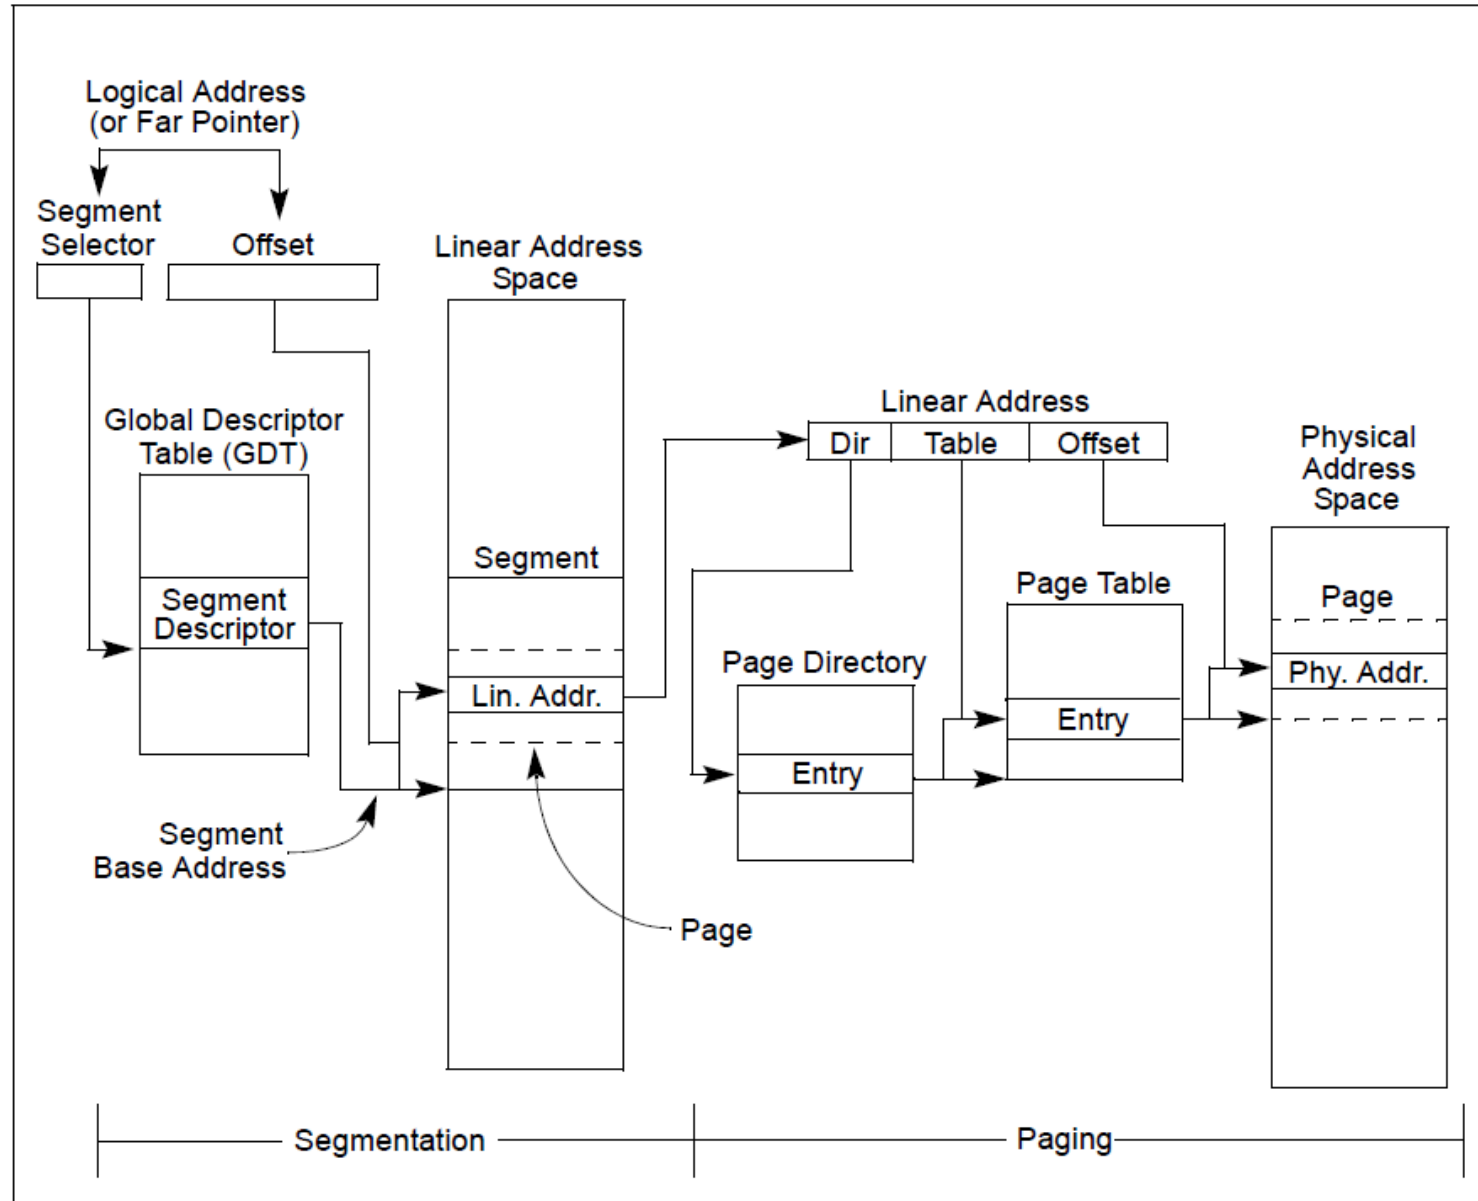 Logical Address
(or Far Pointer)
Segment
Selector
Offset
Linear Address
Space
Global Descriptor
Table (GDT)
Segment
Descriptor
Segment
Lin. Addr.
Segment
Base Address
Page
Linear Address
Dir
Table
Offset
Page Directory
Entry
Page Table
Entry
Physical
Address
Space
Page
Phy. Addr.
Segmentation
Paging